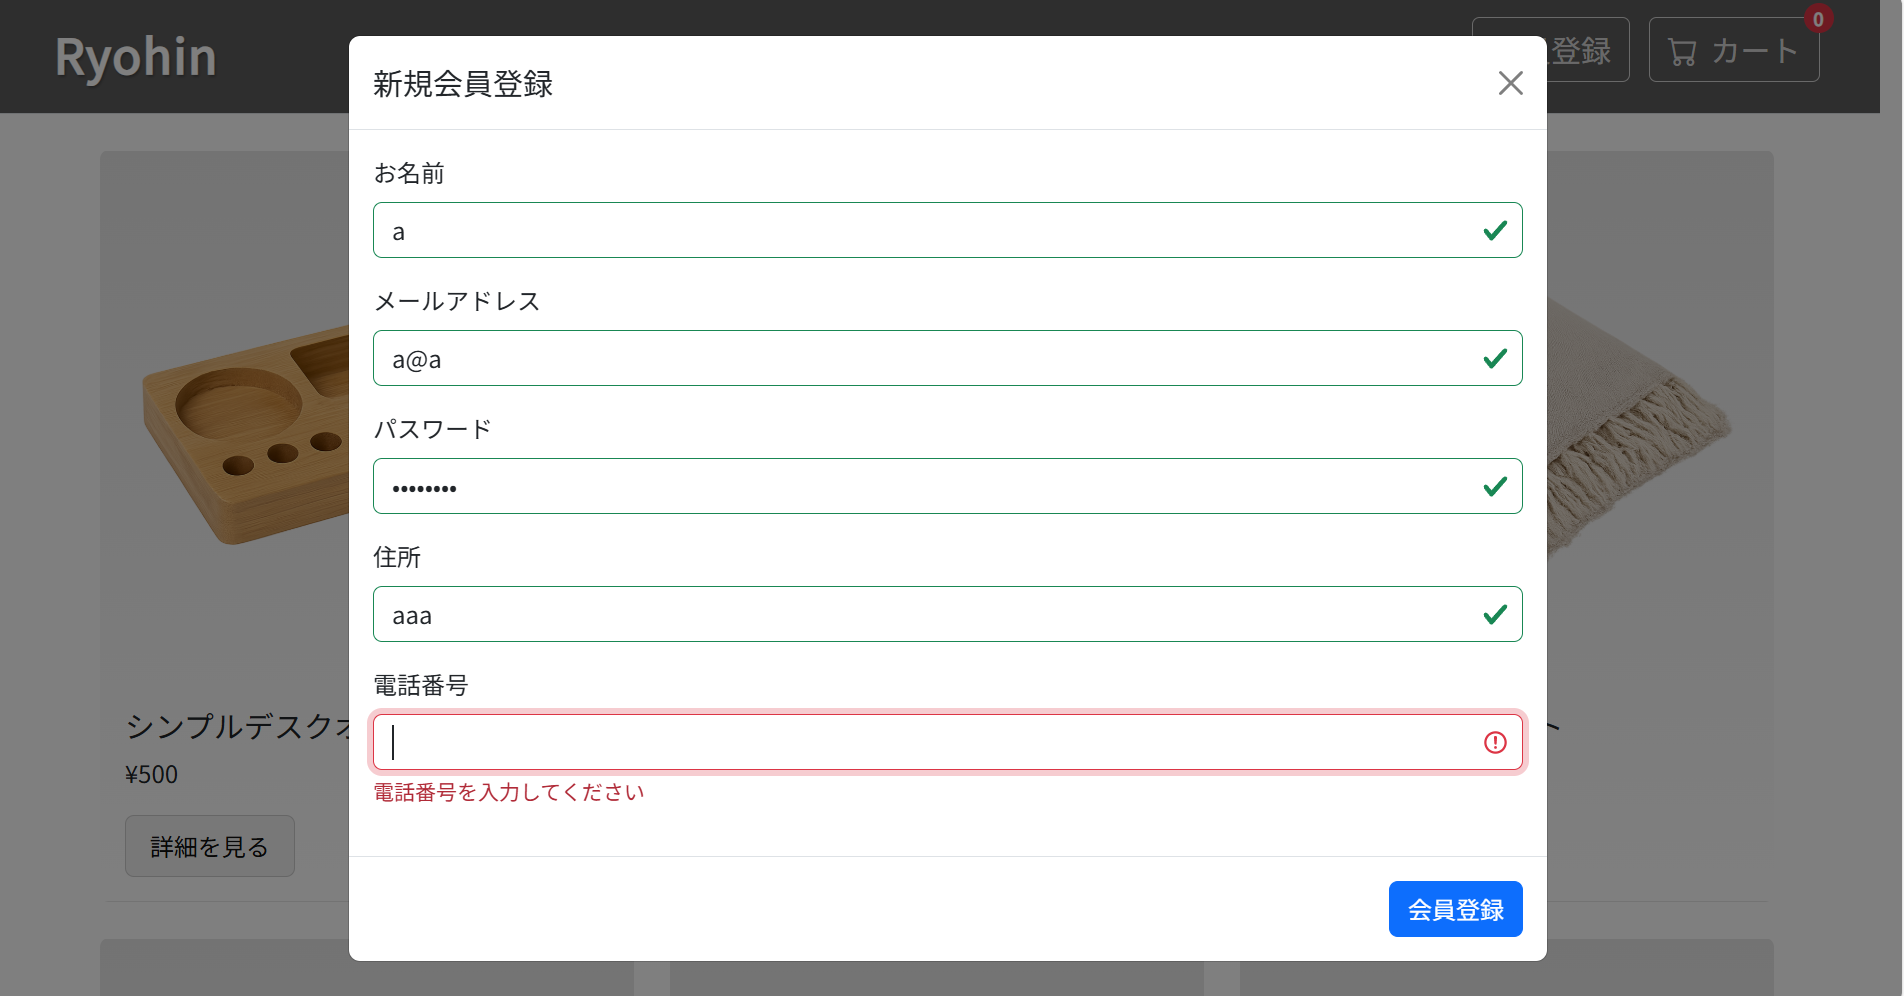 Ryohin
登録
カート
0
新規会員登録
お名前
a
メールアドレス
a@a
パスワード
••••••••
住所
aaa
電話番号
電話番号を入力してください
会員登録
シンプルデスク
¥500
詳細を見る